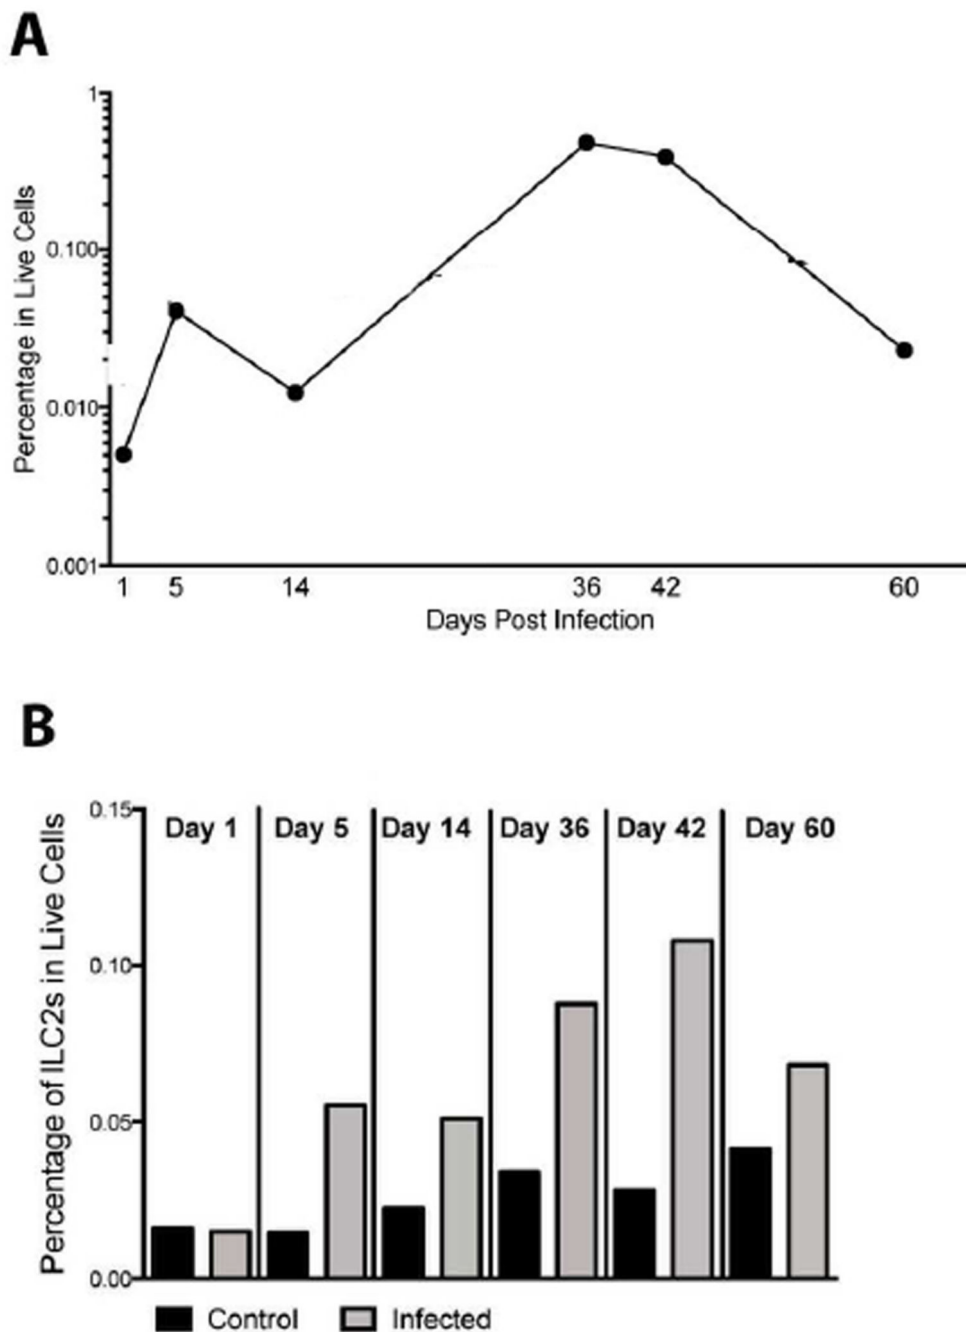 A
Percentage in Live Cells
1
0.100
0.010
0.001
1 5 14 36 42 60
Days Post Infection
B
Percentage of ILC2s in Live Cells
0.15
0.10
0.05
0.00
Day 1 Day 5 Day 14 Day 36 Day 42 Day 60
Control Infected